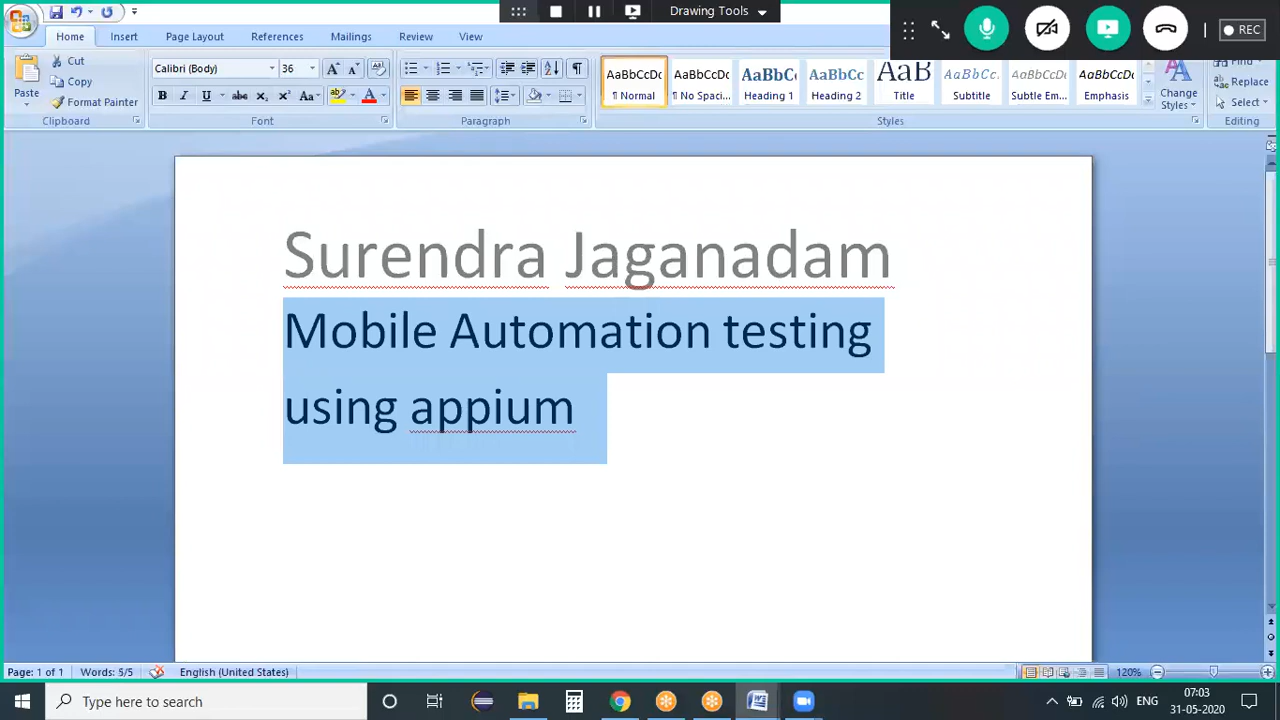 Drawing Tools
REC
Home Insert Page Layout References Mailings Review View
Paste
Cut
Copy
Format Painter
Clipboard
Calibri (Body) 36
Font
Paragraph
AaBbCcDc AaBbCcDc AaBbCc AaBbCc AaB AaBbCcL AaBbCcDc AaBbCcDc
¶ Normal ¶ No Spaci... Heading 1 Heading 2 Title Subtitle Subtle Em... Emphasis
Change
Styles
Styles
Find
Replace
Select
Editing
Surendra Jaganadam
Mobile Automation testing
using appium
Page: 1 of 1 Words: 5/5 English (United States) 120%
Type here to search
ENG
07:03
31-05-2020